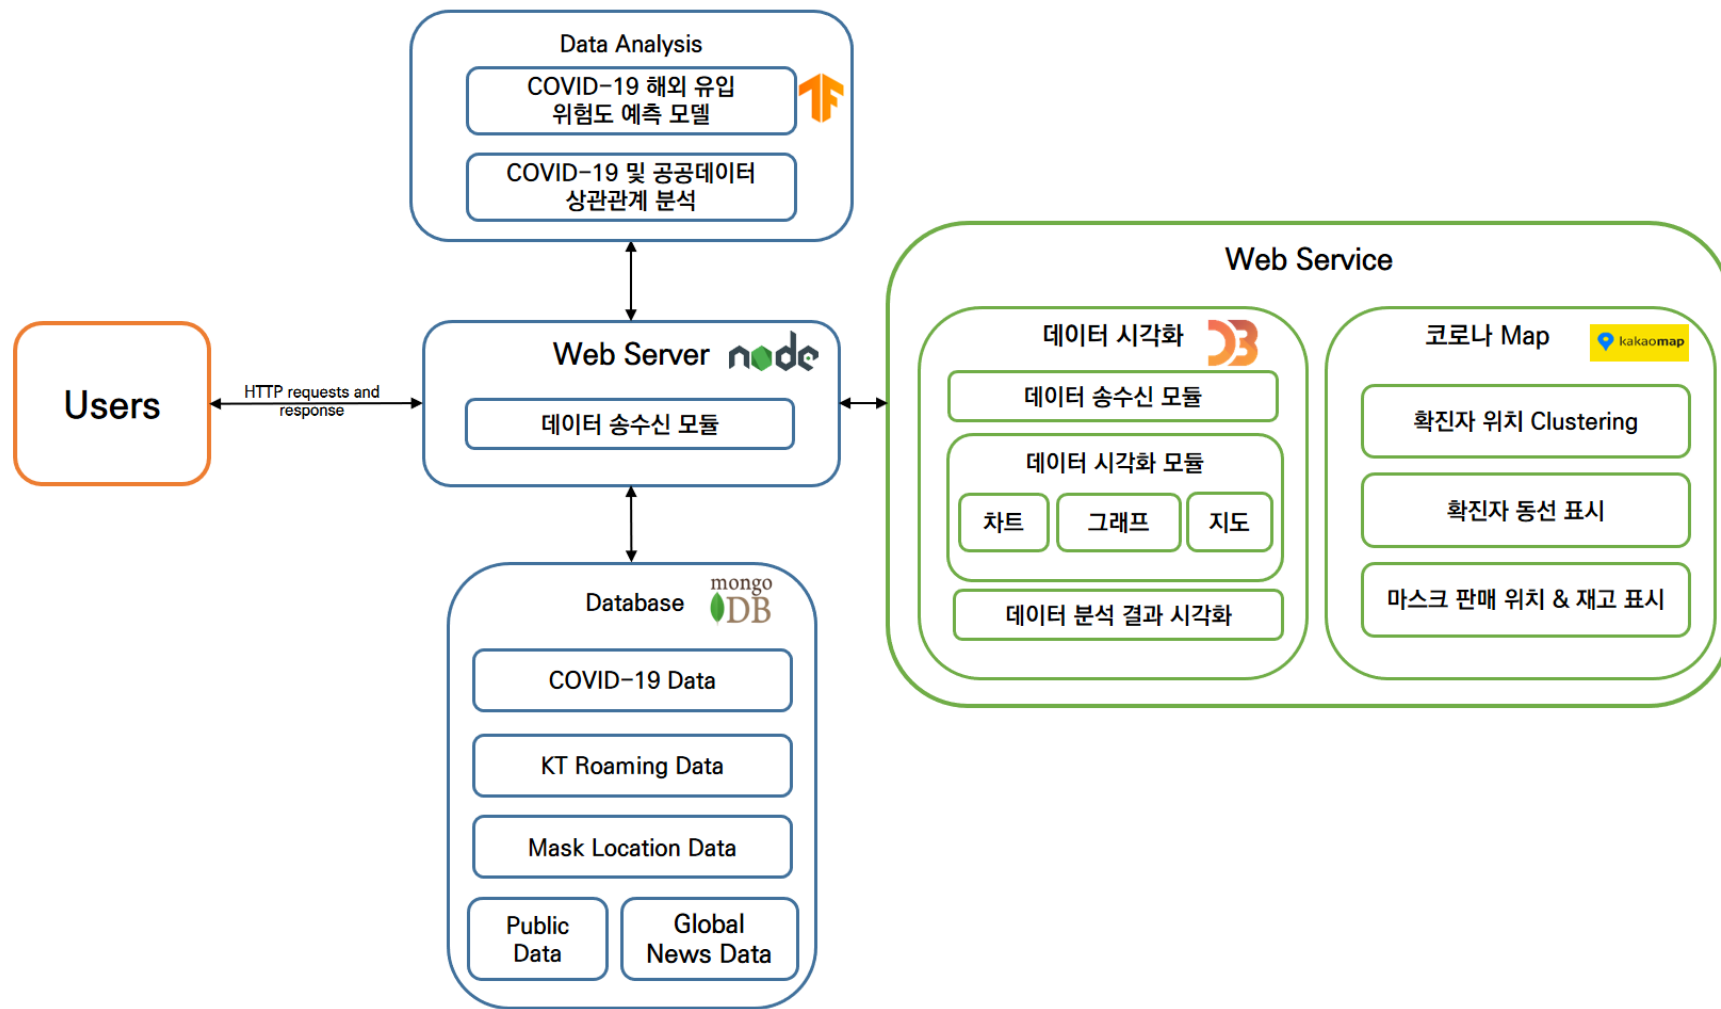 Data Analysis
COVID-19 해외 유입
위험도 예측 모델
COVID-19 및 공공데이터
상관관계 분석
Users
HTTP requests and
response
Web Server
node
데이터 송수신 모듈
Database
mongo
DB
COVID-19 Data
KT Roaming Data
Mask Location Data
Public
Data
Global
News Data
Web Service
데이터 시각화
데이터 송수신 모듈
데이터 시각화 모듈
차트
그래프
지도
데이터 분석 결과 시각화
코로나 Map
kakaomap
확진자 위치 Clustering
확진자 동선 표시
마스크 판매 위치 & 재고 표시